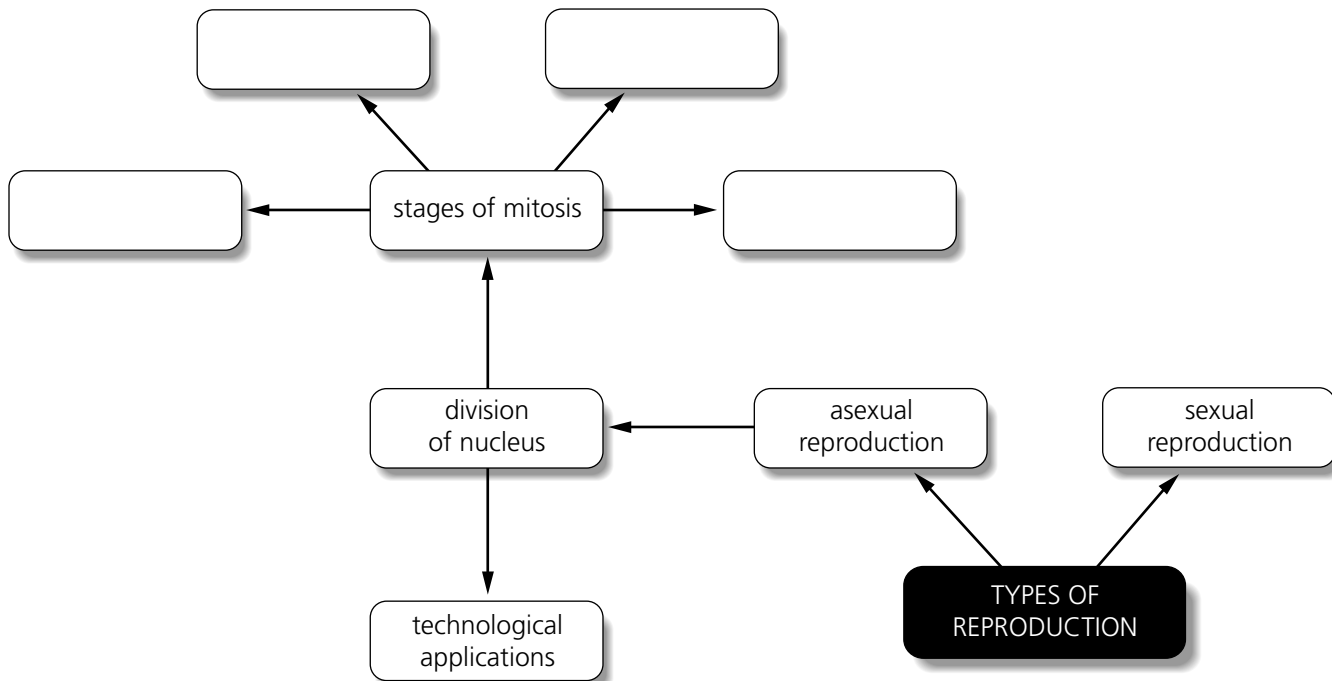 stages of mitosis
division
of nucleus
asexual
reproduction
sexual
reproduction
TYPES OF
REPRODUCTION
technological
applications